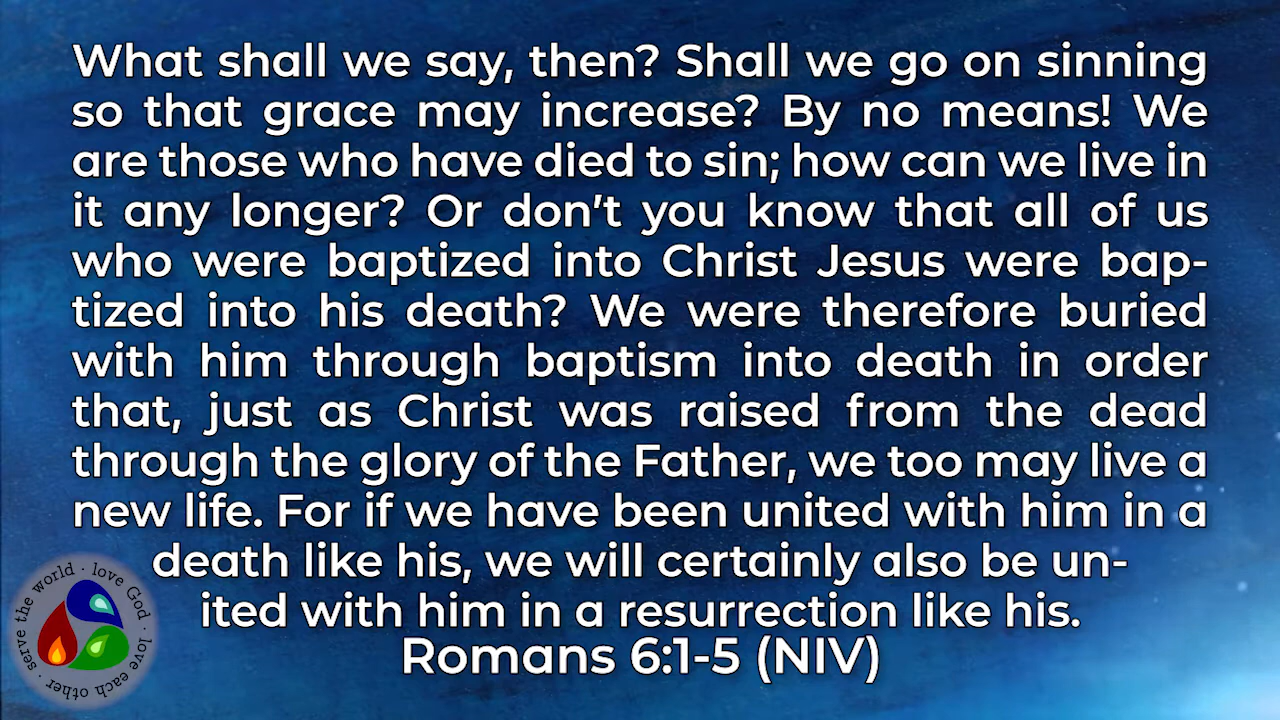 What shall we say, then? Shall we go on sinning
so that grace may increase? By no means! We
are those who have died to sin; how can we live in
it any longer? Or don't you know that all of us
who were baptized into Christ Jesus were bap-
tized into his death? We were therefore buried
with him through baptism into death in order
that, just as Christ was raised from the dead
through the glory of the Father, we too may live a
new life. For if we have been united with him in a
death like his, we will certainly also be un-
ited with him in a resurrection like his.
Romans 6:1-5 (NIV)
love God · love each other · serve the world ·